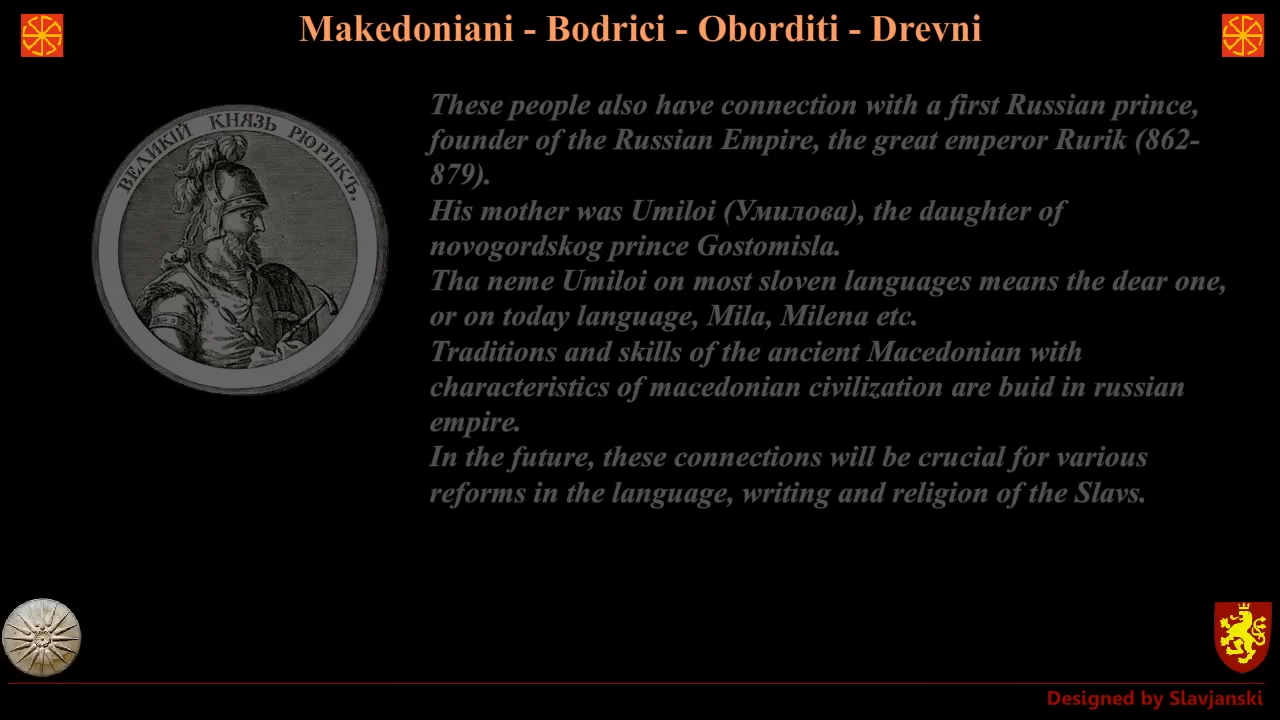 Makedoniani - Bodrici - Oborditi - Drevni
ВЕЛИКІЙ КНЯЗЬ РЮРИКЪ.
These people also have connection with a first Russian prince,
founder of the Russian Empire, the great emperor Rurik (862-
879).
His mother was Umiloi (Умилова), the daughter of
novogordskog prince Gostomisla.
Tha neme Umiloi on most sloven languages means the dear one,
or on today language, Mila, Milena etc.
Traditions and skills of the ancient Macedonian with
characteristics of macedonian civilization are buid in russian
empire.
In the future, these connections will be crucial for various
reforms in the language, writing and religion of the Slavs.
Designed by Slavjanski